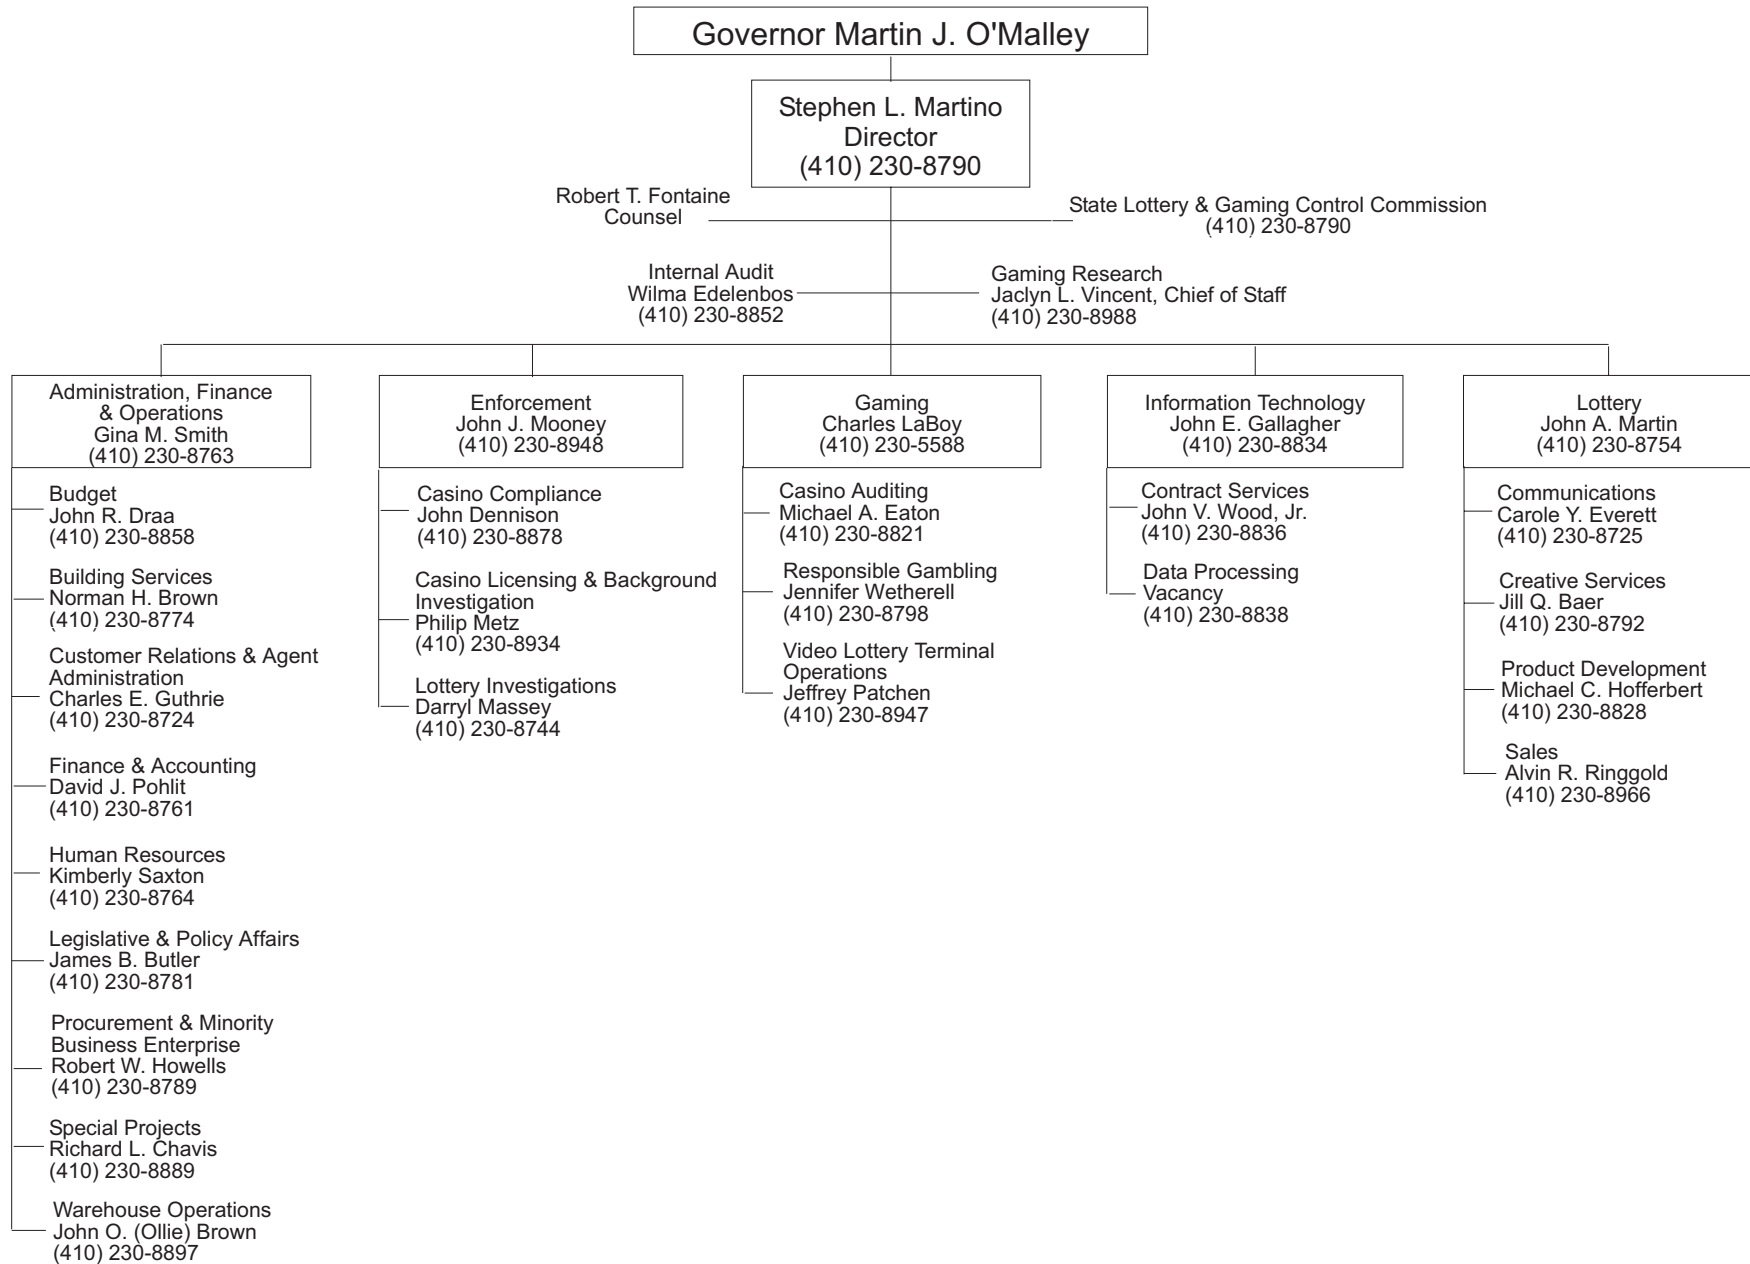 Governor Martin J. O'Malley
Stephen L. Martino
Director
(410) 230-8790
Robert T. Fontaine
Counsel
State Lottery & Gaming Control Commission
(410) 230-8790
Internal Audit
Wilma Edelenbos
(410) 230-8852
Gaming Research
Jaclyn L. Vincent, Chief of Staff
(410) 230-8988
Administration, Finance
& Operations
Gina M. Smith
(410) 230-8763
Budget
John R. Draa
(410) 230-8858
Building Services
Norman H. Brown
(410) 230-8774
Customer Relations & Agent
Administration
Charles E. Guthrie
(410) 230-8724
Finance & Accounting
David J. Pohlit
(410) 230-8761
Human Resources
Kimberly Saxton
(410) 230-8764
Legislative & Policy Affairs
James B. Butler
(410) 230-8781
Procurement & Minority
Business Enterprise
Robert W. Howells
(410) 230-8789
Special Projects
Richard L. Chavis
(410) 230-8889
Warehouse Operations
John O. (Ollie) Brown
(410) 230-8897
Enforcement
John J. Mooney
(410) 230-8948
Casino Compliance
John Dennison
(410) 230-8878
Casino Licensing & Background
Investigation
Philip Metz
(410) 230-8934
Lottery Investigations
Darryl Massey
(410) 230-8744
Gaming
Charles LaBoy
(410) 230-5588
Casino Auditing
Michael A. Eaton
(410) 230-8821
Responsible Gambling
Jennifer Wetherell
(410) 230-8798
Video Lottery Terminal
Operations
Jeffrey Patchen
(410) 230-8947
Information Technology
John E. Gallagher
(410) 230-8834
Contract Services
John V. Wood, Jr.
(410) 230-8836
Data Processing
Vacancy
(410) 230-8838
Lottery
John A. Martin
(410) 230-8754
Communications
Carole Y. Everett
(410) 230-8725
Creative Services
Jill Q. Baer
(410) 230-8792
Product Development
Michael C. Hofferbert
(410) 230-8828
Sales
Alvin R. Ringgold
(410) 230-8966